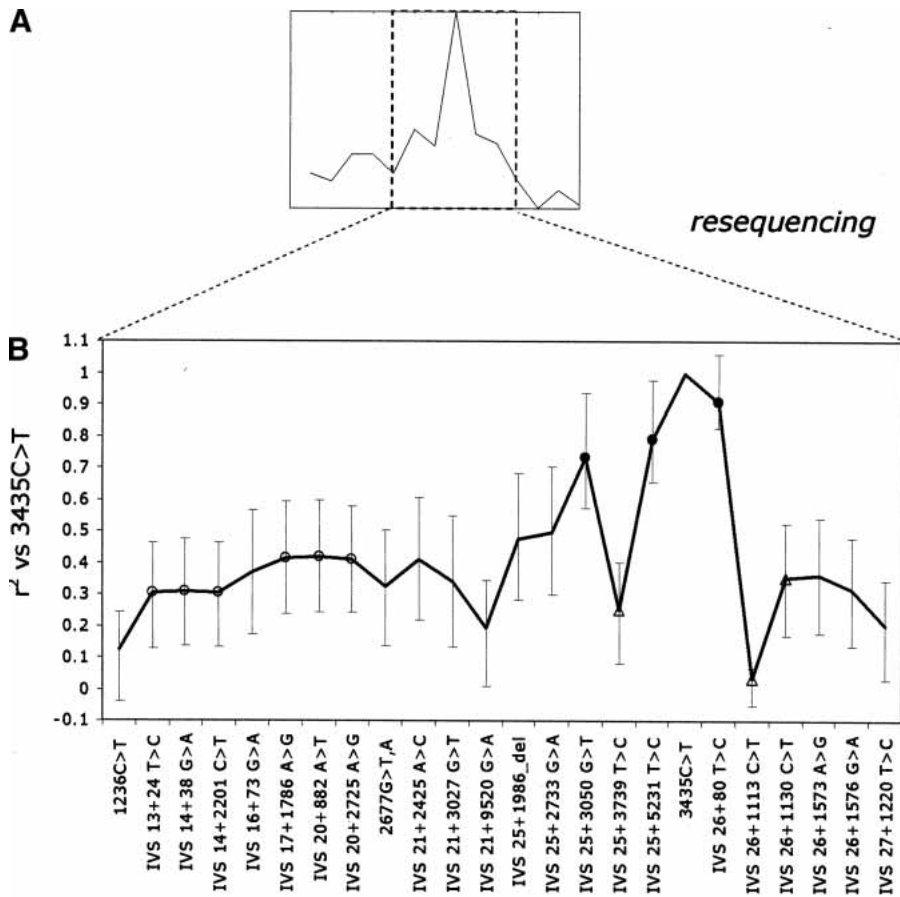 A
resequencing
B
r² vs 3435C>T
1.1
1
0.9
0.8
0.7
0.6
0.5
0.4
0.3
0.2
0.1
0
-0.1
1236C>T
IVS 13+24 T>C
IVS 14+38 G>A
IVS 14+2201 C>T
IVS 16+73 G>A
IVS 17+1786 A>G
IVS 20+882 A>T
IVS 20+2725 A>G
2677G>T,A
IVS 21+2425 A>C
IVS 21+3027 G>T
IVS 21+9520 G>A
IVS 25+1986_del
IVS 25+2733 G>A
IVS 25+3050 G>T
IVS 25+3739 T>C
IVS 25+5231 T>C
3435C>T
IVS 26+80 T>C
IVS 26+1113 C>T
IVS 26+1130 C>T
IVS 26+1573 A>G
IVS 26+1576 G>A
IVS 27+1220 T>C